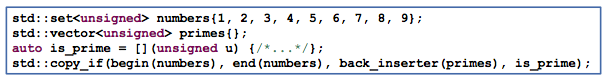 std::set<unsigned> numbers{1, 2, 3, 4, 5, 6, 7, 8, 9};
std::vector<unsigned> primes{};
auto is_prime = [](unsigned u) {/*...*/};
std::copy_if(begin(numbers), end(numbers), back_inserter(primes), is_prime);